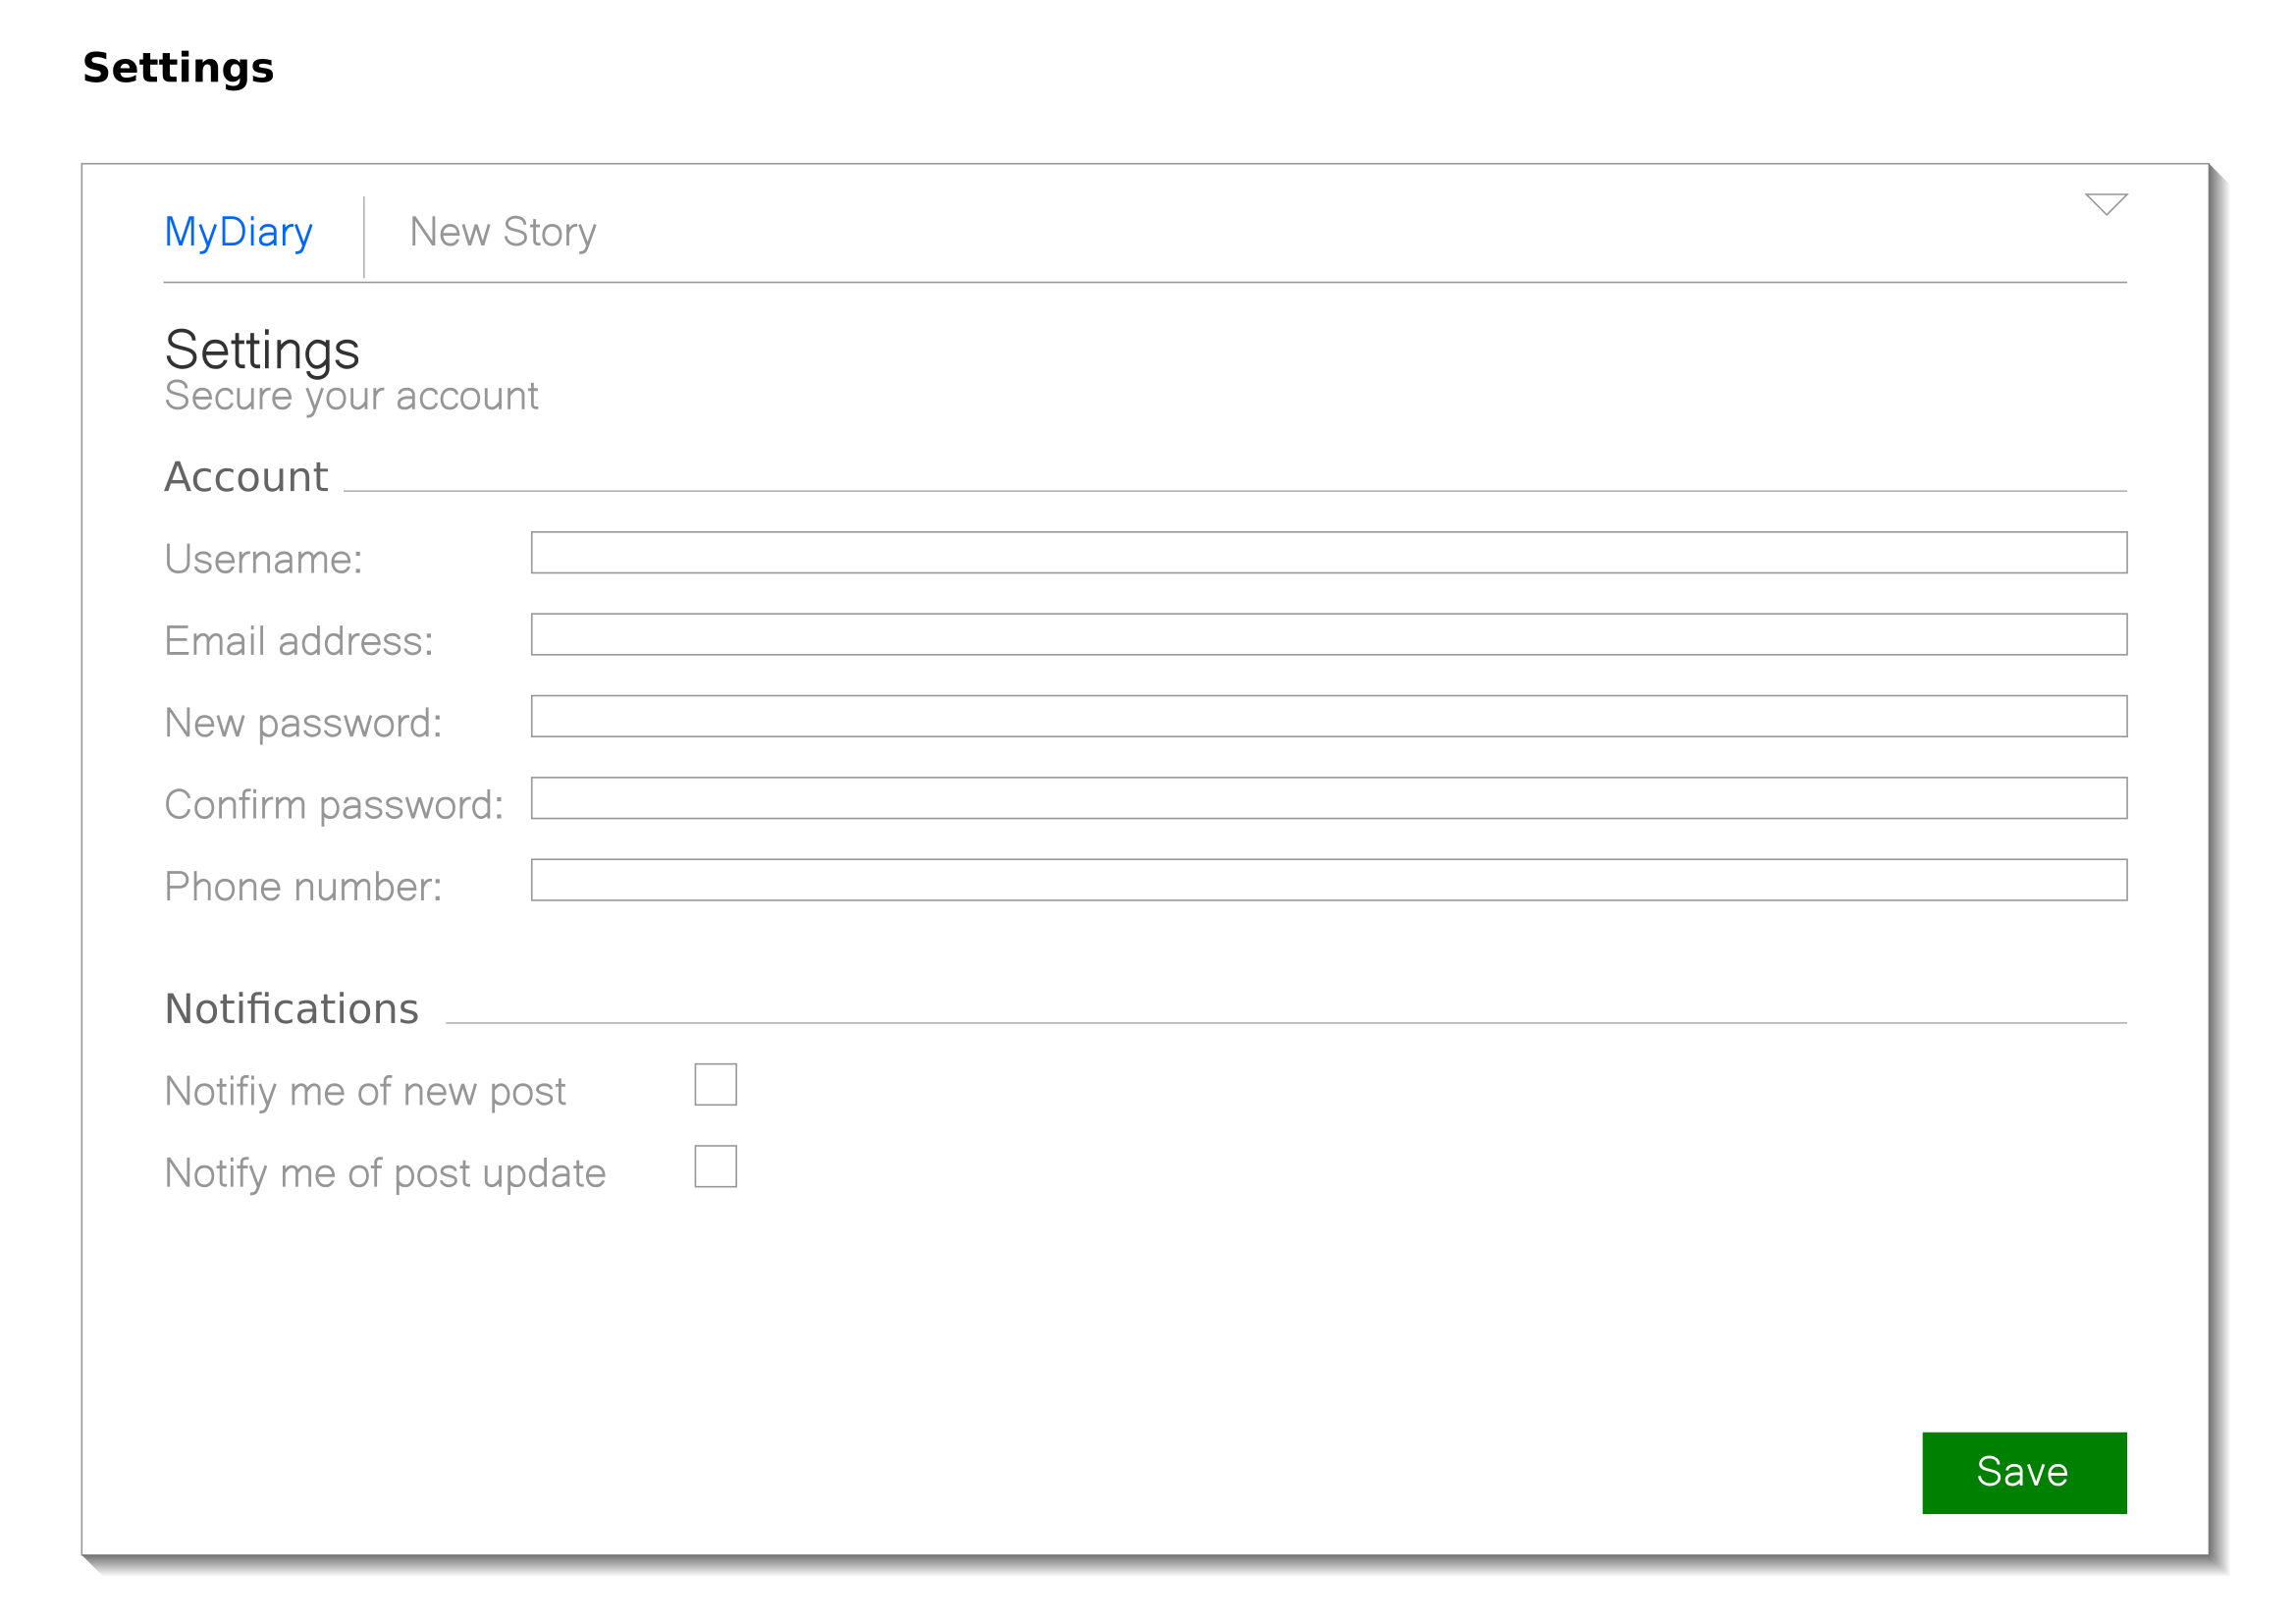 Settings
MyDiary New Story
Settings
Secure your account
Account
Username:
Email address:
New password:
Confirm password:
Phone number:
Notifications
Notifiy me of new post
Notify me of post update
Save